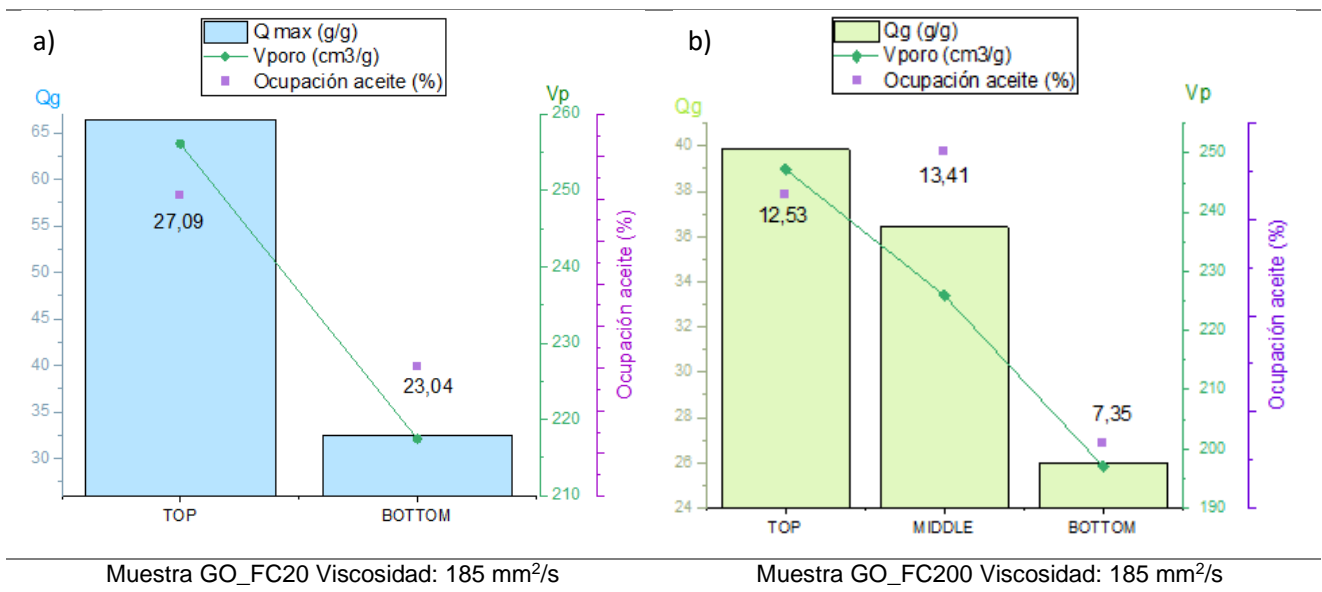 a)
Q max (g/g)
Vporo (cm3/g)
Ocupación aceite (%)
Qg
Vp
65
60
55
50
45
40
35
30
260
250
240
230
220
210
Ocupación aceite (%)
27,09
23,04
TOP
BOTTOM
Muestra GO_FC20 Viscosidad: 185 mm²/s
b)
Qg (g/g)
Vporo (cm3/g)
Ocupación aceite (%)
Qg
Vp
40
38
36
34
32
30
28
26
24
250
240
230
220
210
200
190
Ocupación aceite (%)
12,53
13,41
7,35
TOP
MIDDLE
BOTTOM
Muestra GO_FC200 Viscosidad: 185 mm²/s